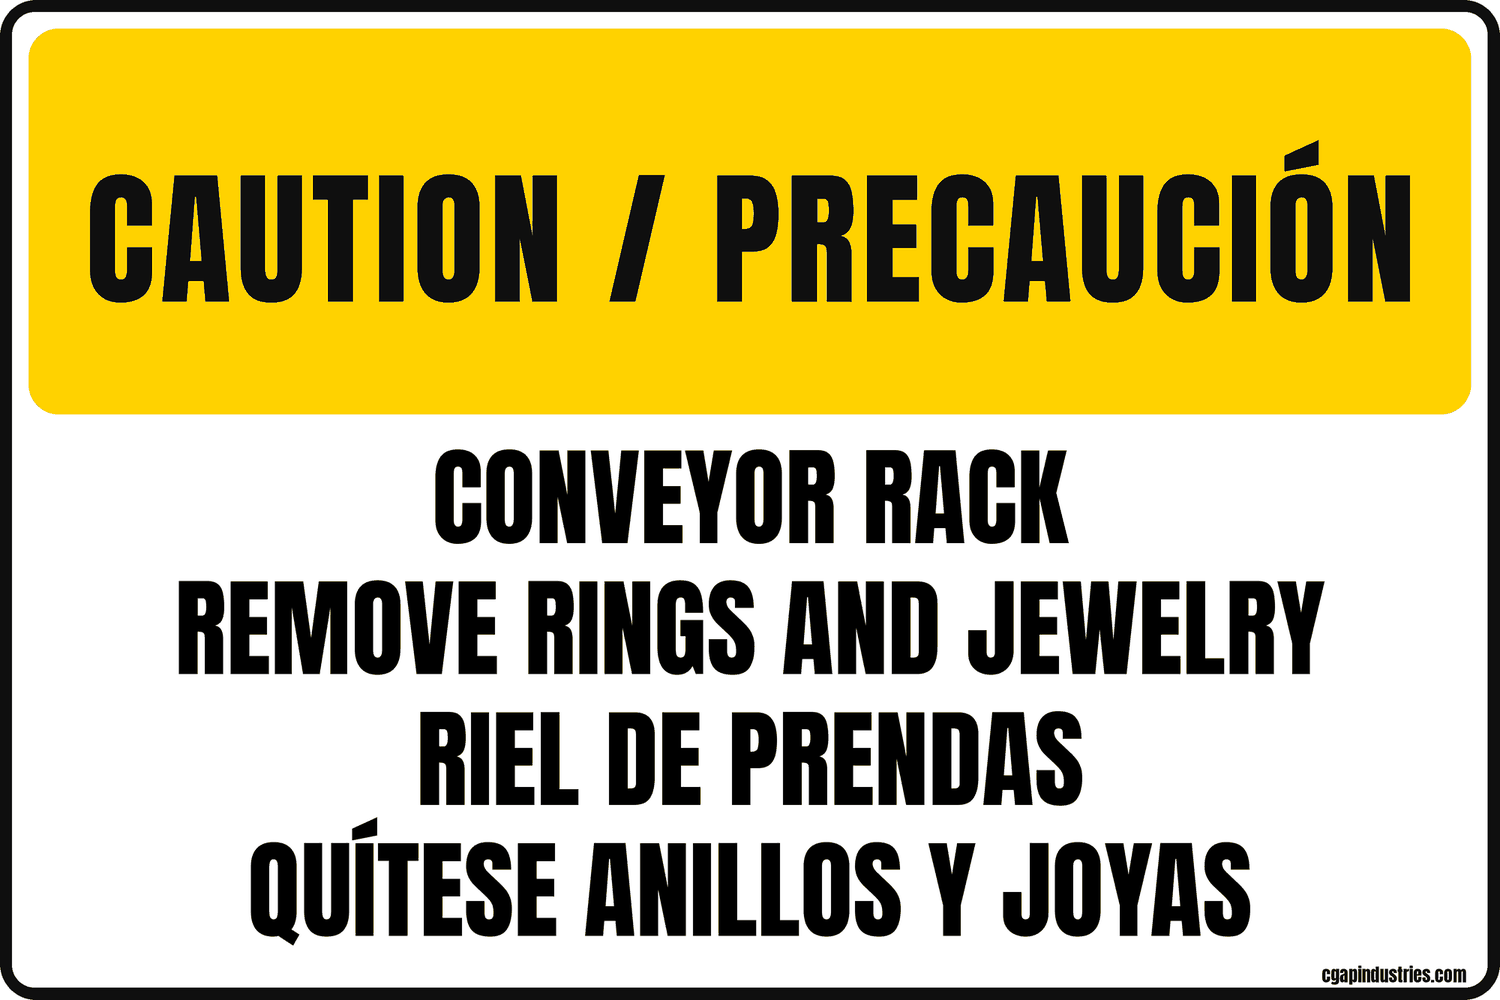 CAUTION / PRECAUCIÓN
CONVEYOR RACK
REMOVE RINGS AND JEWELRY
RIEL DE PRENDAS
QUÍTESE ANILLOS Y JOYAS
cgapindustries.com